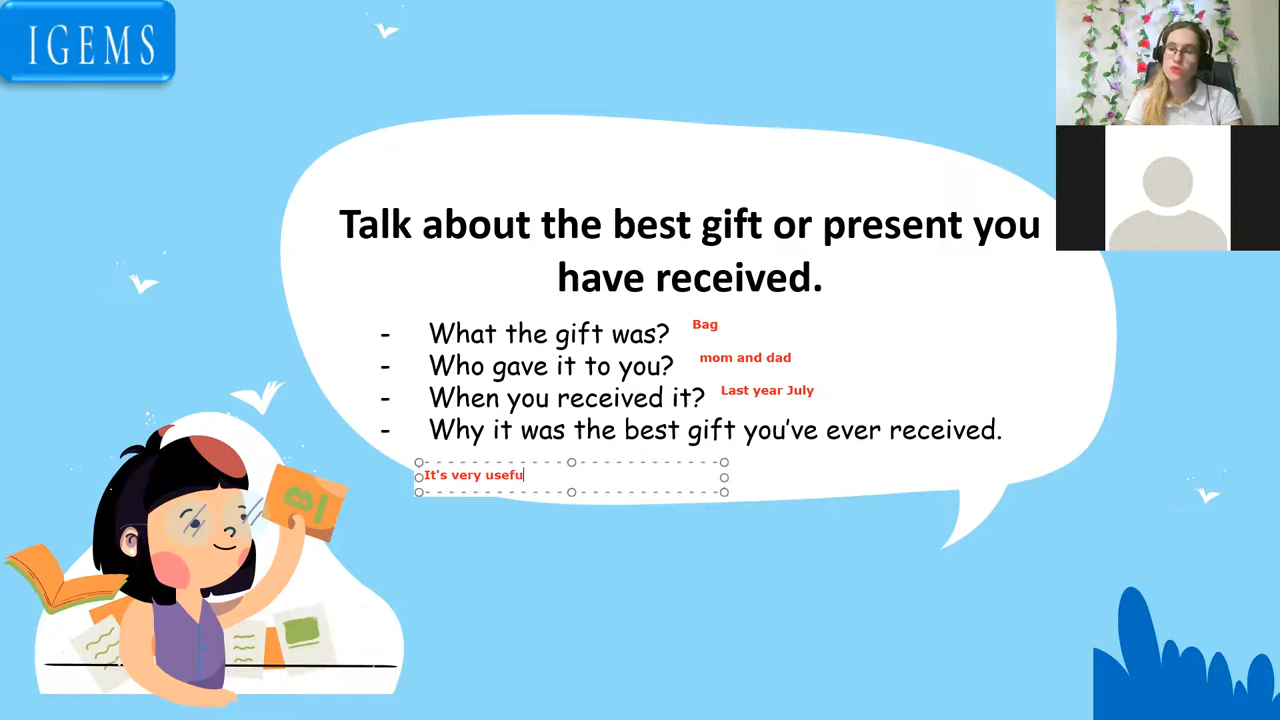 IGEMS
Talk about the best gift or present you
have received.
- What the gift was? Bag
- Who gave it to you? mom and dad
- When you received it? Last year July
- Why it was the best gift you’ve ever received.
It's very usefu